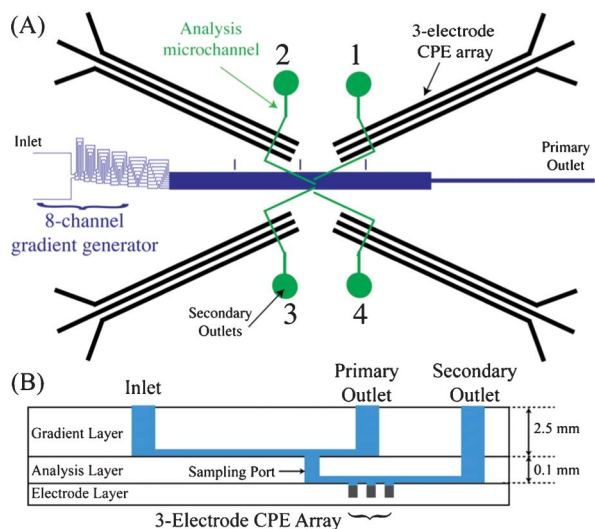 (A)
Analysis
microchannel
2
1
3-electrode
CPE array
Inlet
Primary
Outlet
8-channel
gradient generator
Secondary
Outlets
3
4
(B)
Inlet
Primary
Outlet
Secondary
Outlet
Gradient Layer
2.5 mm
Analysis Layer
Sampling Port
0.1 mm
Electrode Layer
3-Electrode CPE Array